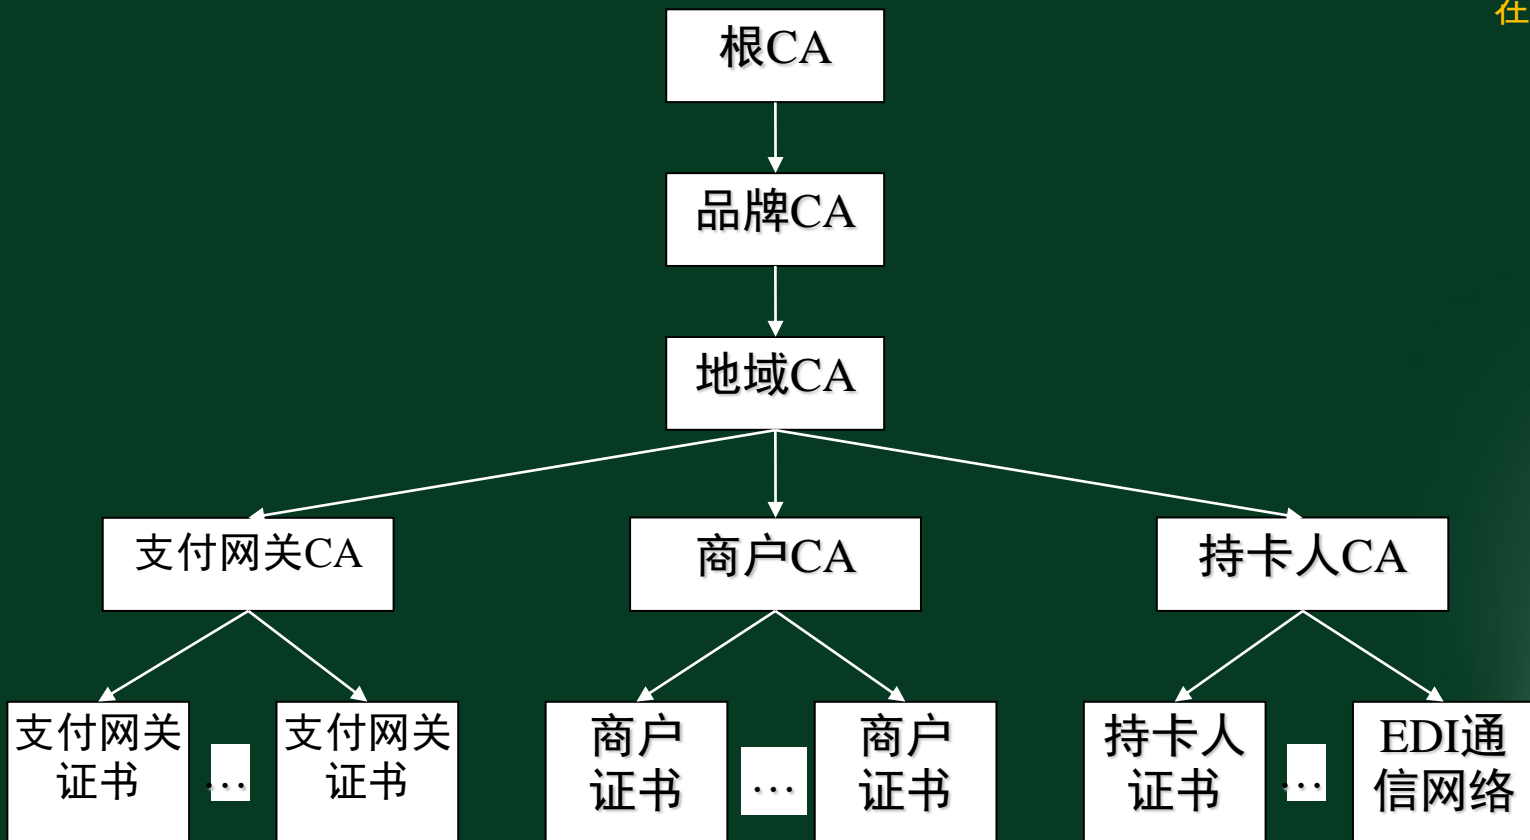 在
根CA
品牌CA
地域CA
支付网关CA
商户CA
持卡人CA
支付网关
证书
…
支付网关
证书
商户
证书
…
商户
证书
持卡人
证书
…
EDI通
信网络